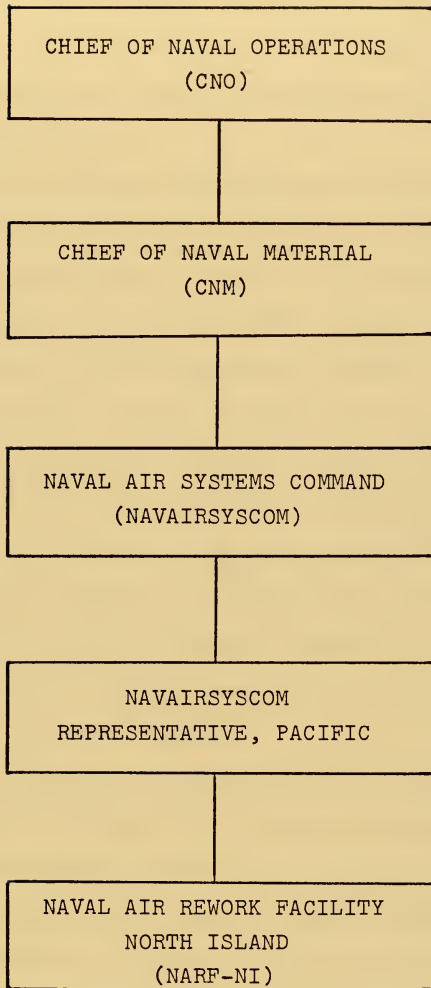 CHIEF OF NAVAL OPERATIONS
(CNO)
CHIEF OF NAVAL MATERIAL
(CNM)
NAVAL AIR SYSTEMS COMMAND
(NAVAIRSYSCOM)
NAVAIRSYSCOM
REPRESENTATIVE, PACIFIC
NAVAL AIR REWORK FACILITY
NORTH ISLAND
(NARF-NI)